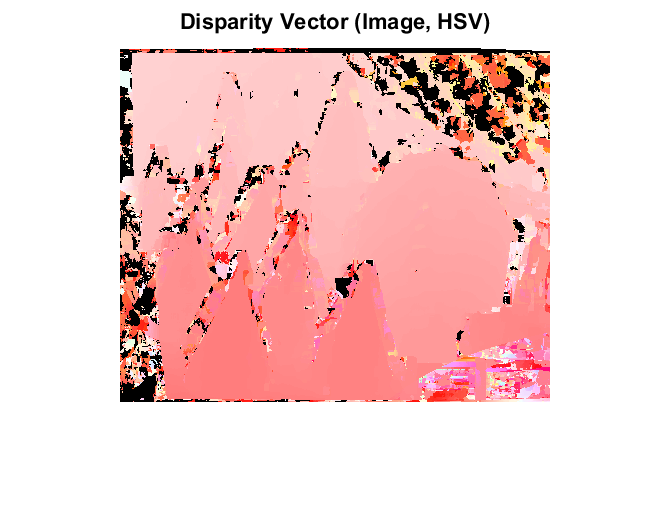 Disparity Vector (Image, HSV)